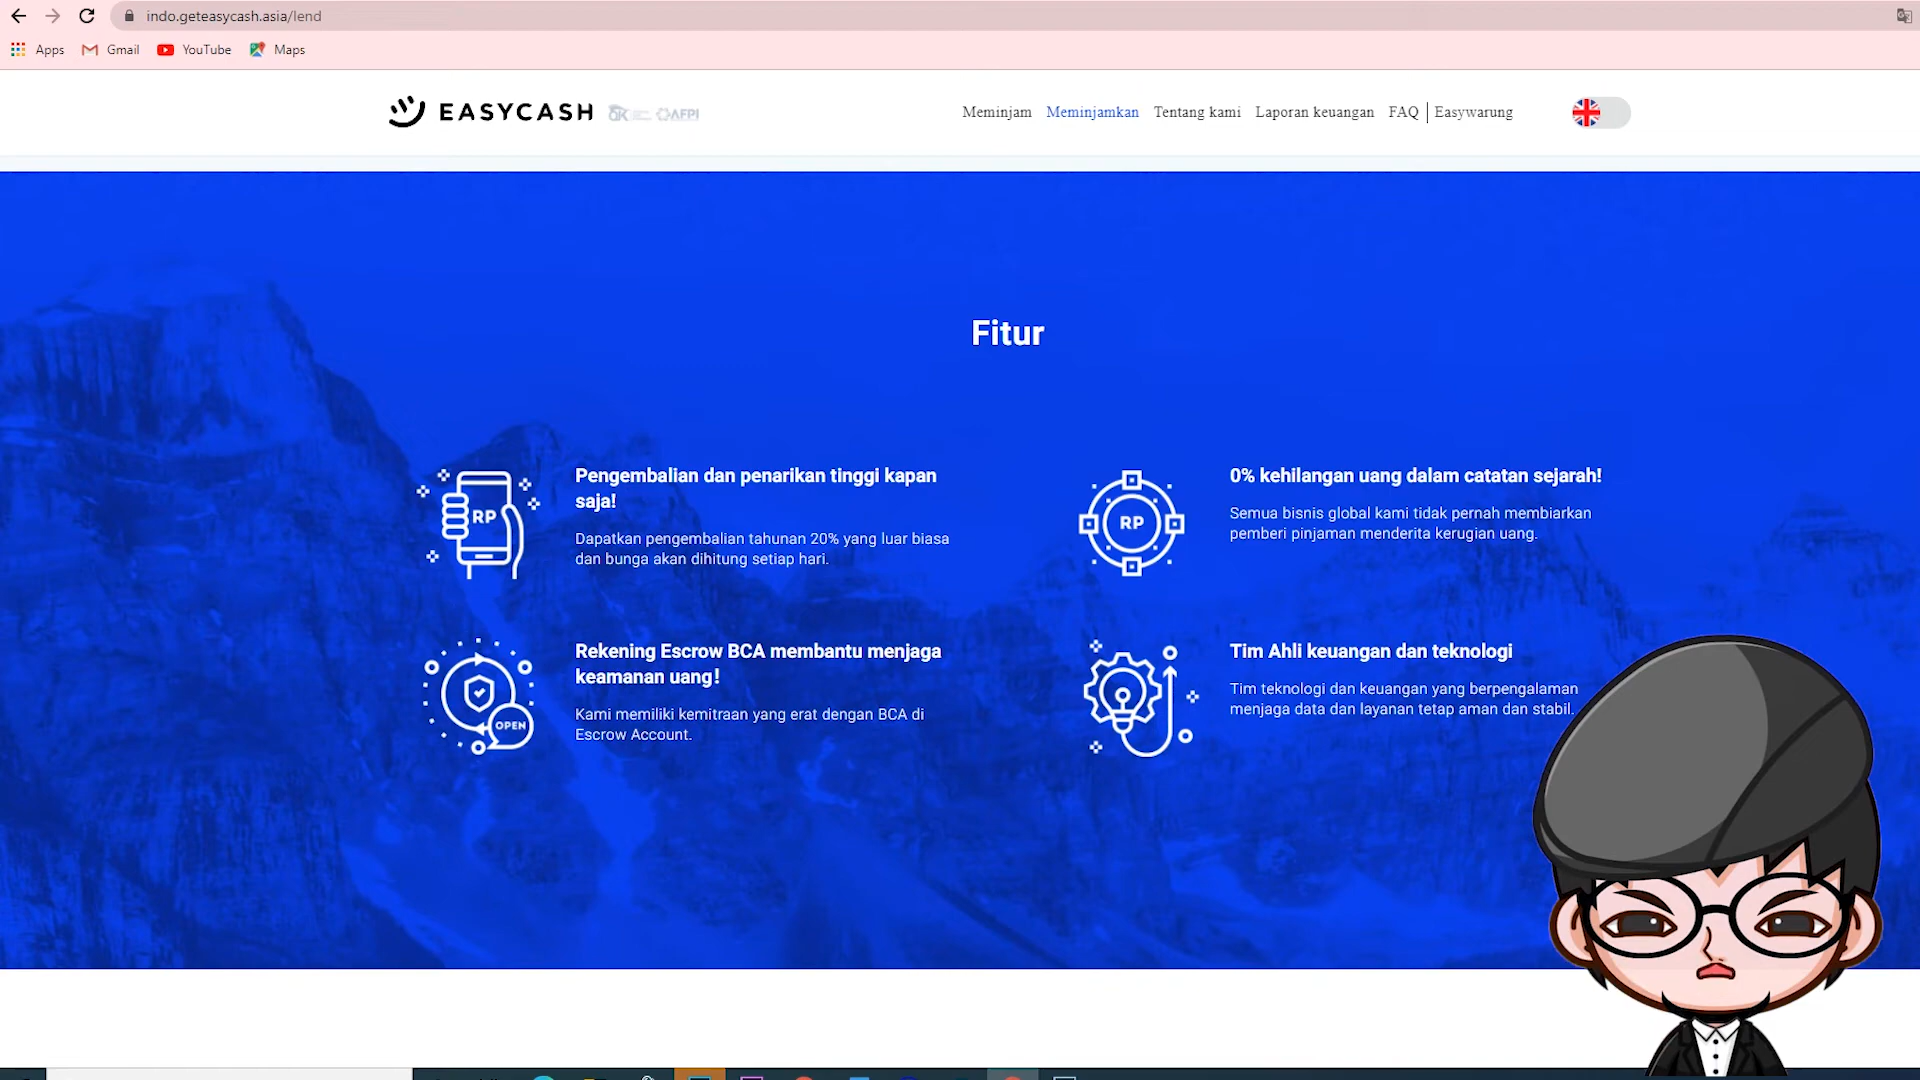 indo.geteasycash.asia/lend
Apps Gmail YouTube Maps
EASYCASH AFPI Meminjam Meminjamkan Tentang kami Laporan keuangan FAQ Easywarung
Fitur
Pengembalian dan penarikan tinggi kapan
saja!
Dapatkan pengembalian tahunan 20% yang luar biasa
dan bunga akan dihitung setiap hari.
RP
0% kehilangan uang dalam catatan sejarah!
Semua bisnis global kami tidak pernah membiarkan
pemberi pinjaman menderita kerugian uang.
RP
Rekening Escrow BCA membantu menjaga
keamanan uang!
Kami memiliki kemitraan yang erat dengan BCA di
Escrow Account.
OPEN
Tim Ahli keuangan dan teknologi
Tim teknologi dan keuangan yang berpengalaman
menjaga data dan layanan tetap aman dan stabil.